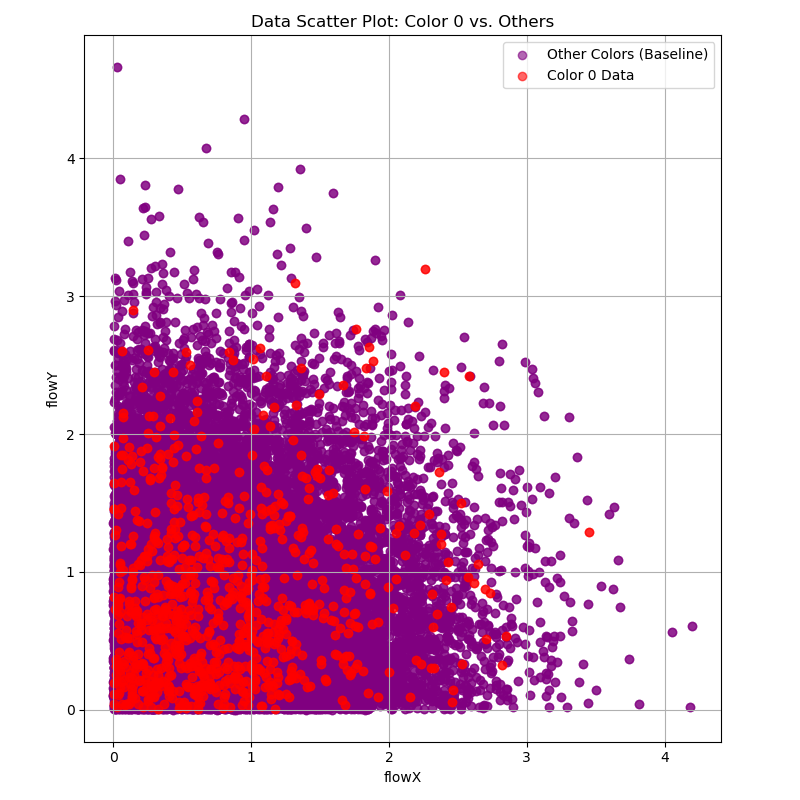 Data Scatter Plot: Color 0 vs. Others
Other Colors (Baseline)
Color 0 Data
flowY
4
3
2
1
0
0 1 2 3 4
flowX